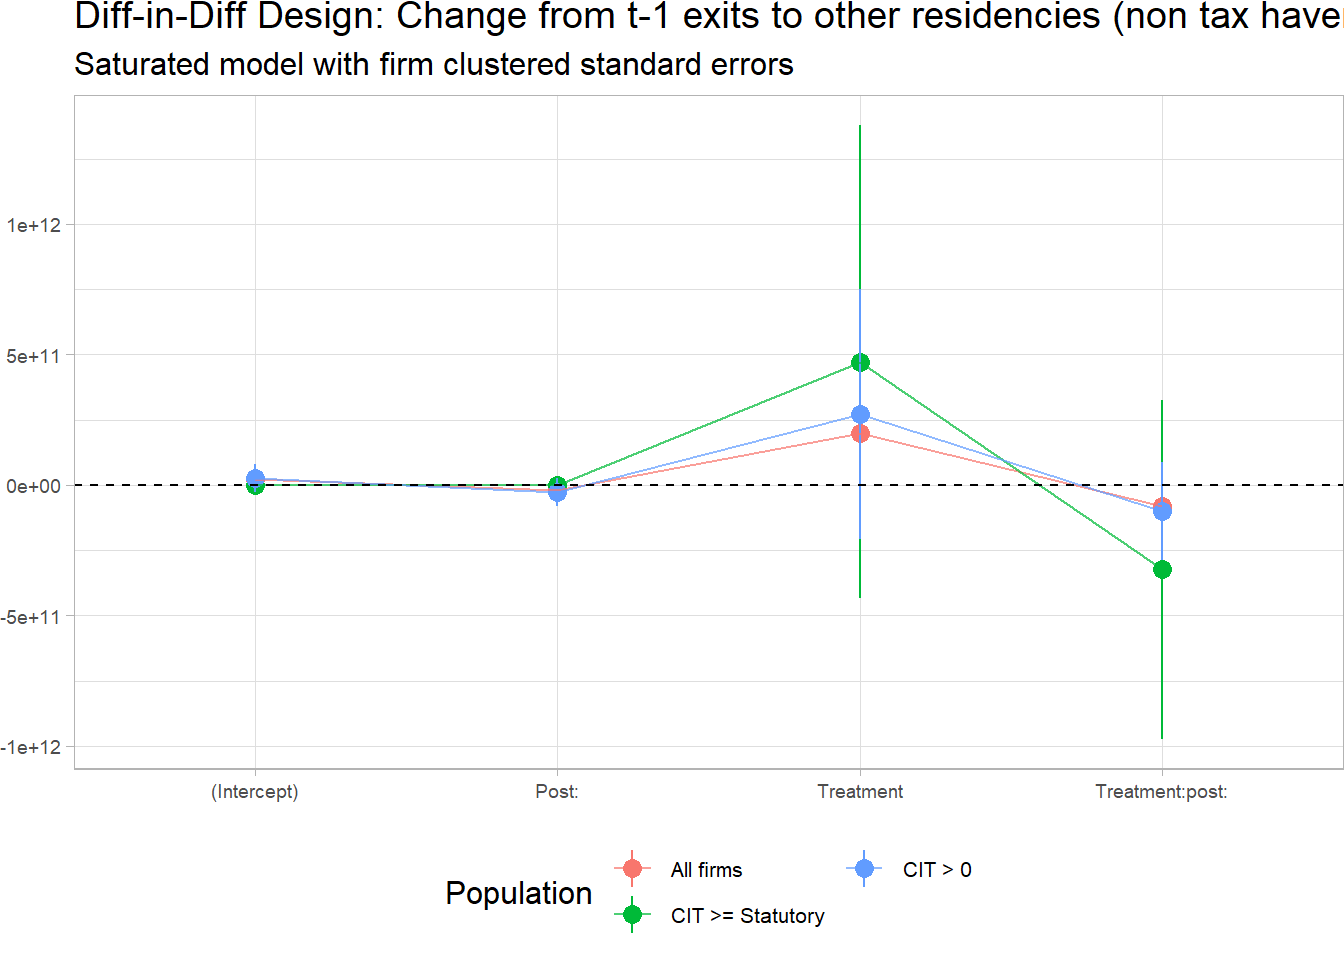 Diff-in-Diff Design: Change from t-1 exits to other residencies (non tax have
Saturated model with firm clustered standard errors
1e+12
5e+11
0e+00
-5e+11
-1e+12
(Intercept)
Post:
Treatment
Treatment:post:
Population
All firms
CIT > 0
CIT >= Statutory